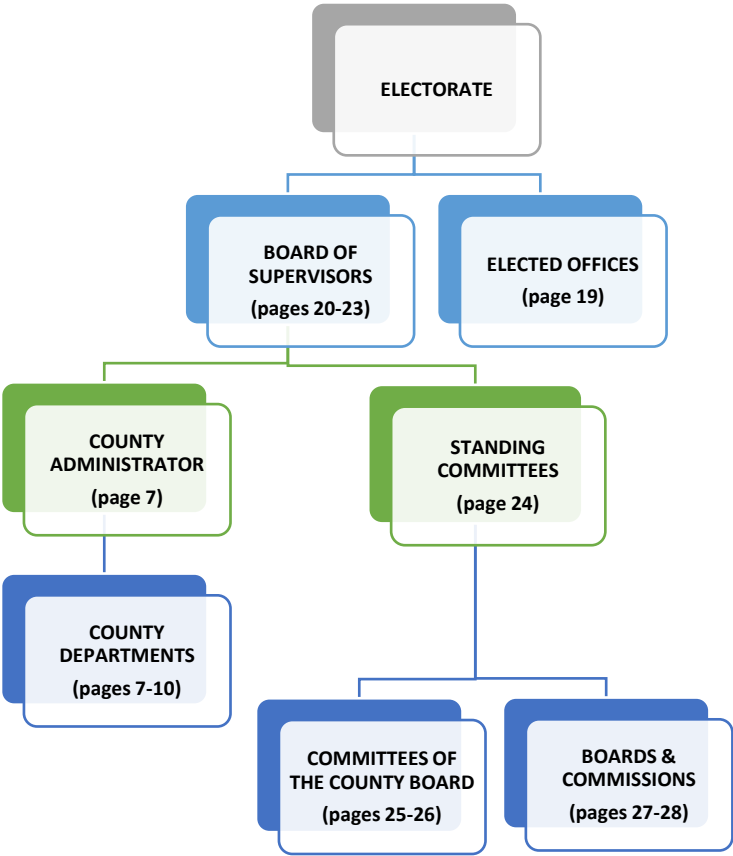 ELECTORATE
BOARD OF
SUPERVISORS
(pages 20-23)
ELECTED OFFICES
(page 19)
COUNTY
ADMINISTRATOR
(page 7)
STANDING
COMMITTEES
(page 24)
COUNTY
DEPARTMENTS
(pages 7-10)
COMMITTEES OF
THE COUNTY BOARD
(pages 25-26)
BOARDS &
COMMISSIONS
(pages 27-28)